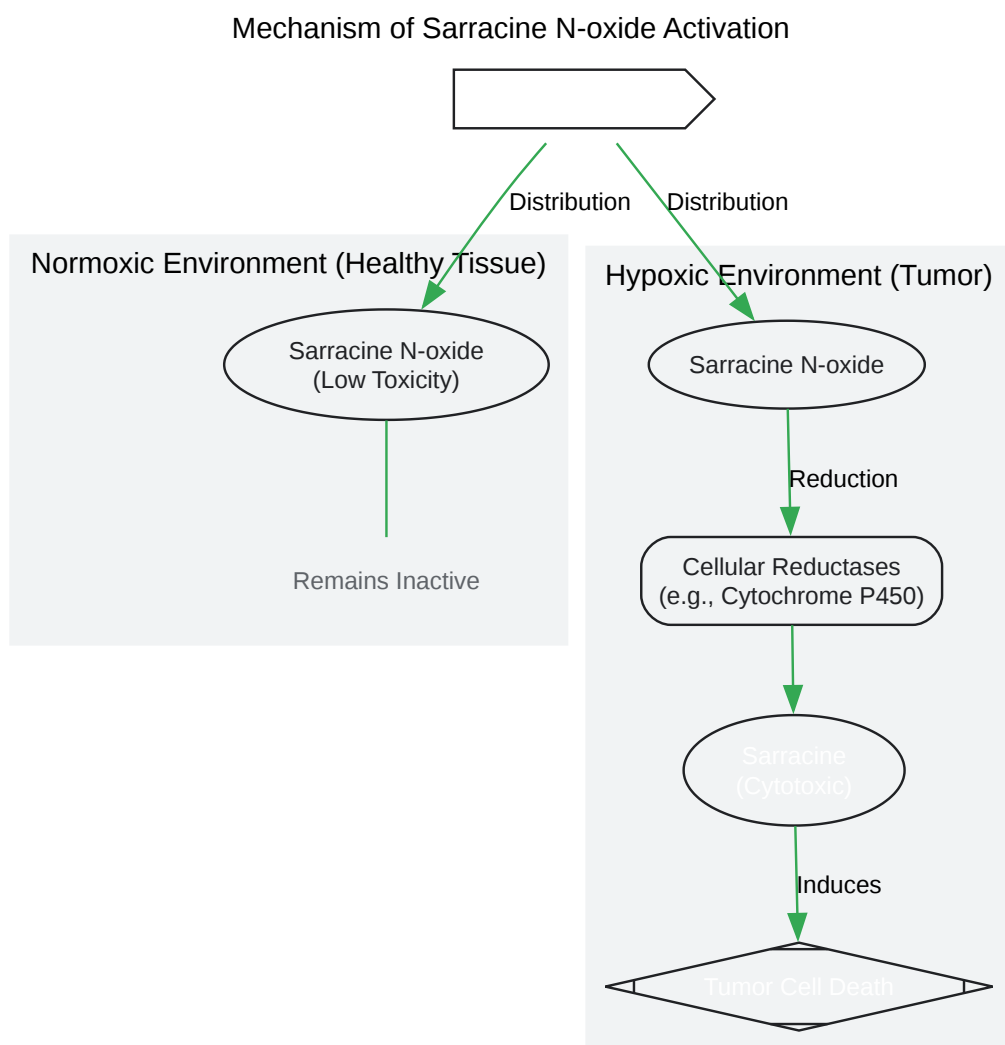 Mechanism of Sarracine N-oxide Activation
Distribution
Distribution
Normoxic Environment (Healthy Tissue)
Sarracine N-oxide
(Low Toxicity)
Remains Inactive
Hypoxic Environment (Tumor)
Sarracine N-oxide
Reduction
Cellular Reductases
(e.g., Cytochrome P450)
Sarracine
(Cytotoxic)
Induces
Tumor Cell Death